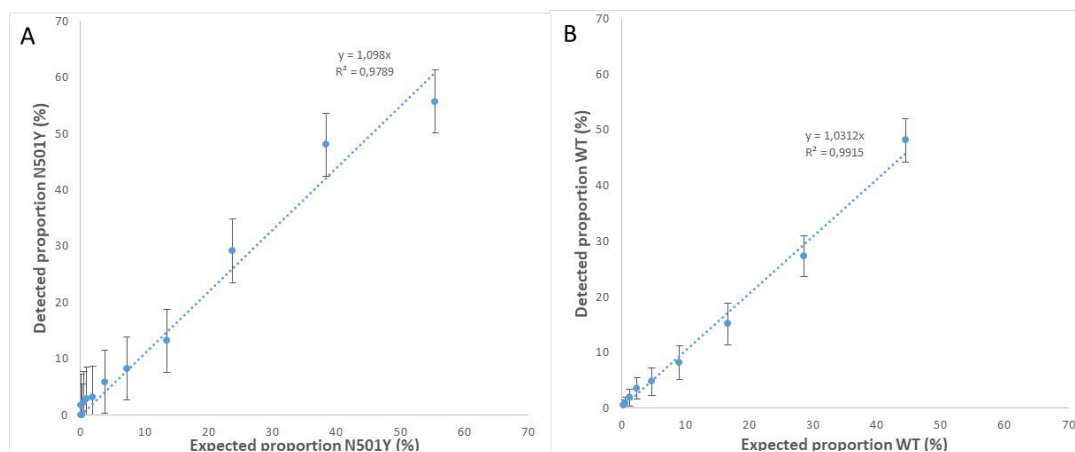 A
70
60
50
40
30
20
10
0
Detected proportion N501Y (%)
y = 1,098x
R² = 0,9789
0 10 20 30 40 50 60 70
Expected proportion N501Y (%)
B
70
60
50
40
30
20
10
0
Detected proportion WT (%)
y = 1,0312x
R² = 0,9915
0 10 20 30 40 50 60 70
Expected proportion WT (%)